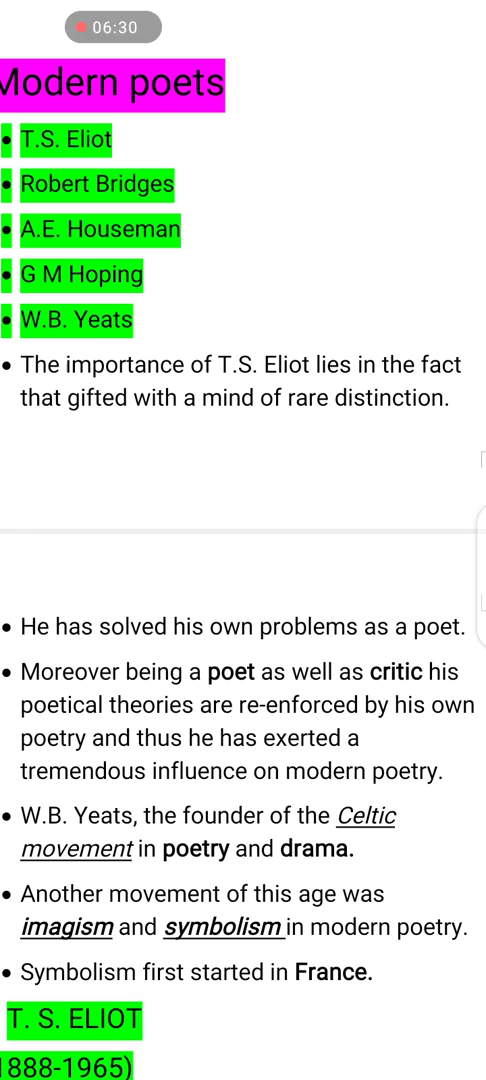 06:30
Modern poets
• T.S. Eliot
• Robert Bridges
• A.E. Houseman
• G M Hoping
• W.B. Yeats
• The importance of T.S. Eliot lies in the fact
that gifted with a mind of rare distinction.
• He has solved his own problems as a poet.
• Moreover being a poet as well as critic his
poetical theories are re-enforced by his own
poetry and thus he has exerted a
tremendous influence on modern poetry.
• W.B. Yeats, the founder of the Celtic
movement in poetry and drama.
• Another movement of this age was
imagism and symbolism in modern poetry.
• Symbolism first started in France.
T. S. ELIOT
1888-1965)